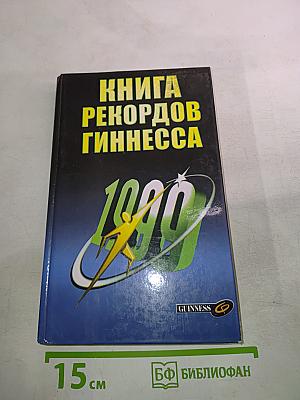 КНИГА
РЕКОРДОВ
ГИННЕССА
1999
GUINNESS
15 см
БФ БИБЛИОФАН